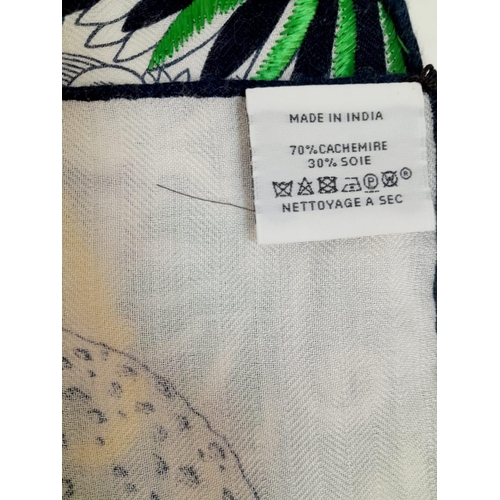 MADE IN INDIA
70%CACHEMIRE
30% SOIE
P W ®
NETTOYAGE A SEC